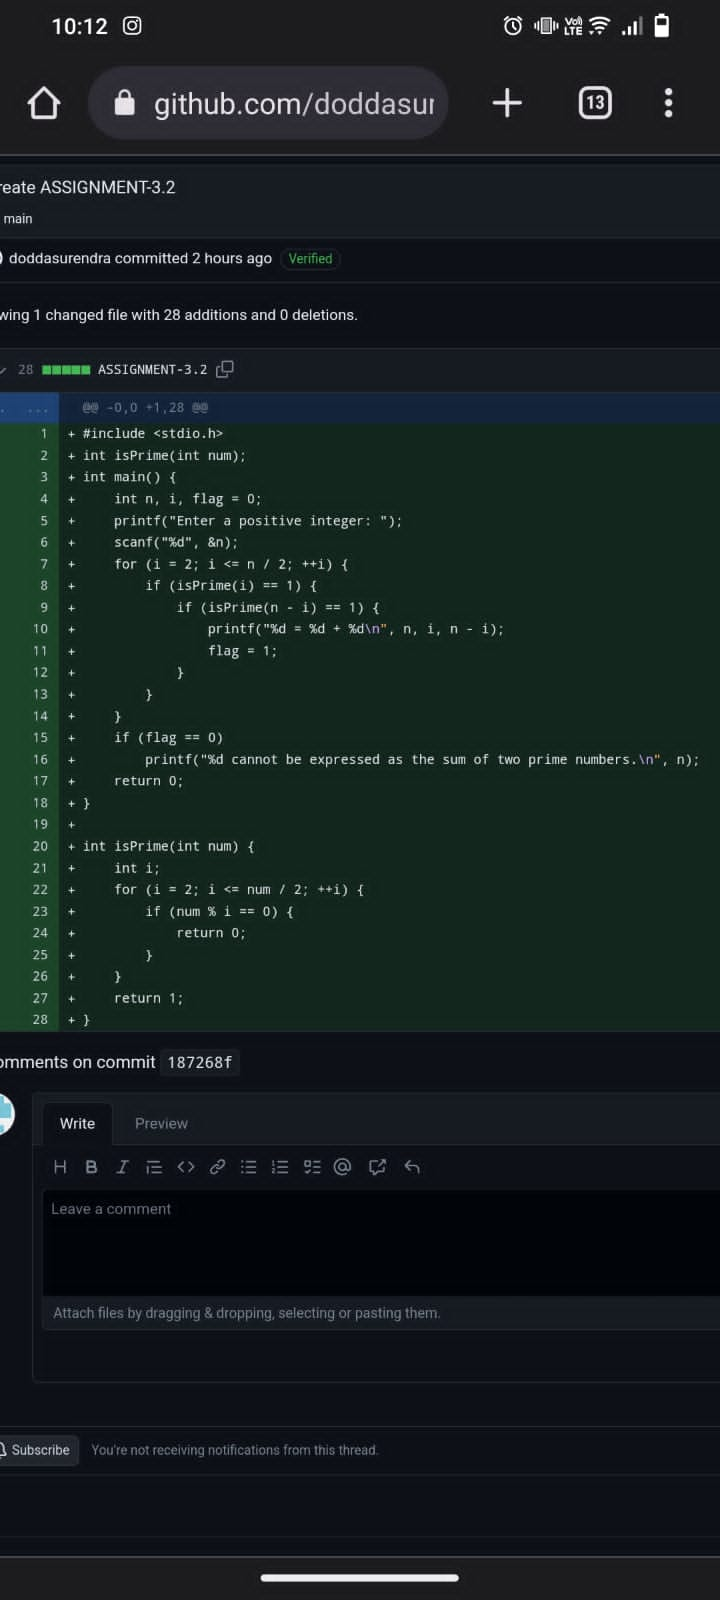 10:12
Vo) LTE
github.com/doddasur
13
reate ASSIGNMENT-3.2
main
doddasurendra committed 2 hours ago Verified
wing 1 changed file with 28 additions and 0 deletions.
28 ASSIGNMENT-3.2
... @@ -0,0 +1,28 @@
1 + #include <stdio.h>
2 + int isPrime(int num);
3 + int main() {
4 +     int n, i, flag = 0;
5 +     printf("Enter a positive integer: ");
6 +     scanf("%d", &n);
7 +     for (i = 2; i <= n / 2; ++i) {
8 +         if (isPrime(i) == 1) {
9 +             if (isPrime(n - i) == 1) {
10 +                 printf("%d = %d + %d\n", n, i, n - i);
11 +                 flag = 1;
12 +             }
13 +         }
14 +     }
15 +     if (flag == 0)
16 +         printf("%d cannot be expressed as the sum of two prime numbers.\n", n);
17 +     return 0;
18 + }
19 +
20 + int isPrime(int num) {
21 +     int i;
22 +     for (i = 2; i <= num / 2; ++i) {
23 +         if (num % i == 0) {
24 +             return 0;
25 +         }
26 +     }
27 +     return 1;
28 + }
omments on commit 187268f
Write Preview
Leave a comment
Attach files by dragging & dropping, selecting or pasting them.
Subscribe You're not receiving notifications from this thread.